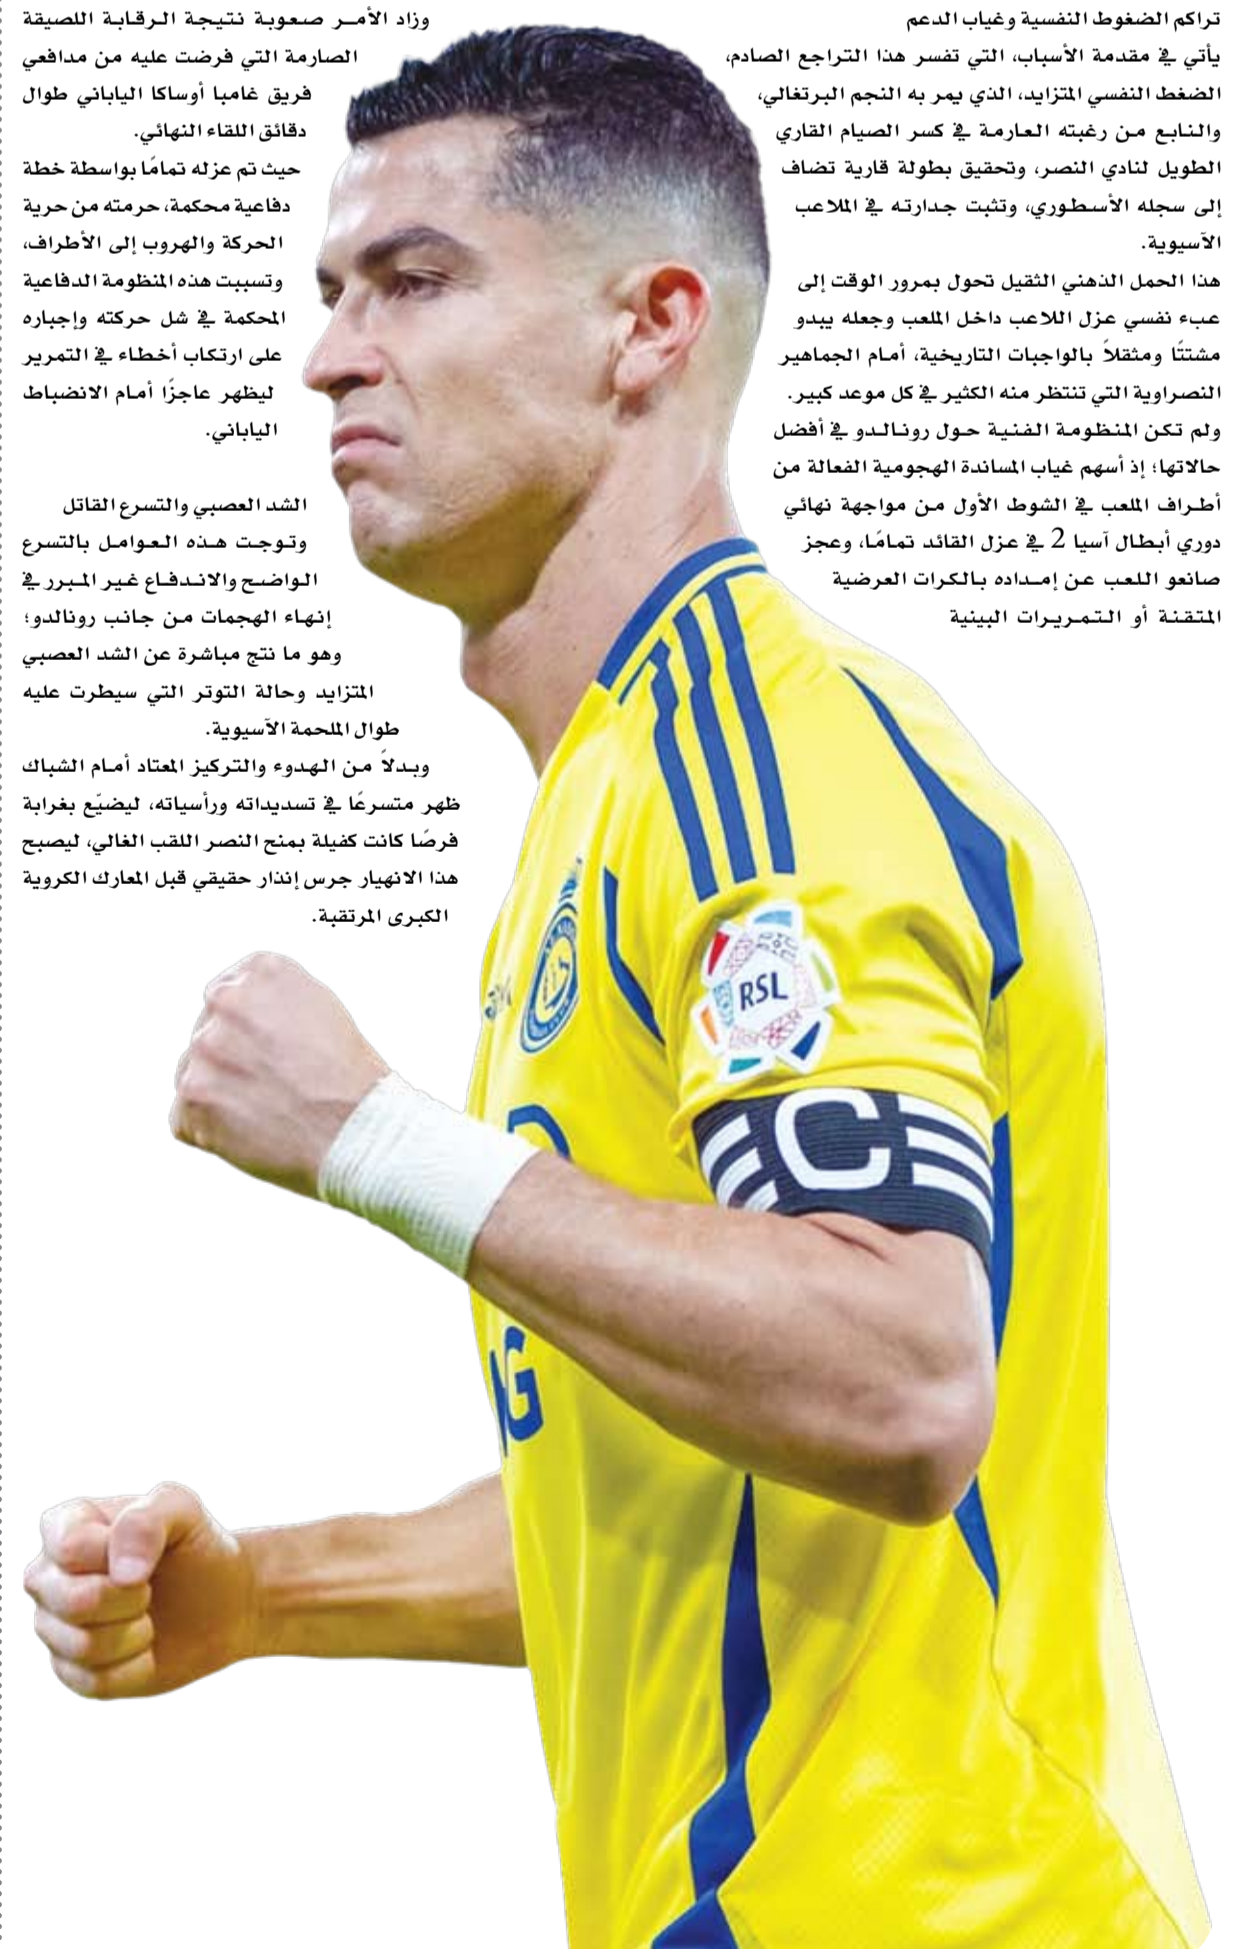 تراكم الضغوط النفسية وغياب الدعم
يأتي في مقدمة الأسباب، التي تفسر هذا التراجع الصادم،
الضغط النفسي المتزايد، الذي يمر به النجم البرتغالي،
والنابع من رغبته العارمة في كسر الصيام القاري
الطويل لنادي النصر، وتحقيق بطولة قارية تضاف
إلى سجله الأسطوري، وتثبت جدارته في الملاعب
الآسيوية.
هذا الحمل الذهني الثقيل تحول بمرور الوقت إلى
عبء نفسي عزل اللاعب داخل الملعب وجعله يبدو
مشتتًا ومثقلاً بالواجبات التاريخية، أمام الجماهير
النصراوية التي تنتظر منه الكثير في كل موعد كبير.
ولم تكن المنظومة الفنية حول رونالدو في أفضل
حالاتها؛ إذ أسهم غياب المساندة الهجومية الفعالة من
أطراف الملعب في الشوط الأول من مواجهة نهائي
دوري أبطال آسيا 2 في عزل القائد تمامًا، وعجز
صانعو اللعب عن إمداده بالكرات العرضية
المتقنة أو التمريرات البينية
وزاد الأمر صعوبة نتيجة الرقابة اللصيقة
الصارمة التي فرضت عليه من مدافعي
فريق غامبا أوساكا الياباني طوال
دقائق اللقاء النهائي.
حيث تم عزله تمامًا بواسطة خطة
دفاعية محكمة، حرمته من حرية
الحركة والهروب إلى الأطراف،
وتسببت هذه المنظومة الدفاعية
المحكمة في شل حركته وإجباره
على ارتكاب أخطاء في التمرير
ليظهر عاجزًا أمام الانضباط
الياباني.
الشد العصبي والتسرع القاتل
وتوجت هذه العوامل بالتسرع
الواضح والاندفاع غير المبرر في
إنهاء الهجمات من جانب رونالدو؛
وهو ما نتج مباشرة عن الشد العصبي
المتزايد وحالة التوتر التي سيطرت عليه
طوال الملحمة الآسيوية.
وبدلاً من الهدوء والتركيز المعتاد أمام الشباك
ظهر متسرعًا في تسديداته ورأسياته، ليضيّع بغرابة
فرصًا كانت كفيلة بمنح النصر اللقب الغالي، ليصبح
هذا الانهيار جرس إنذار حقيقي قبل المعارك الكروية
الكبرى المرتقبة.
RSL
C